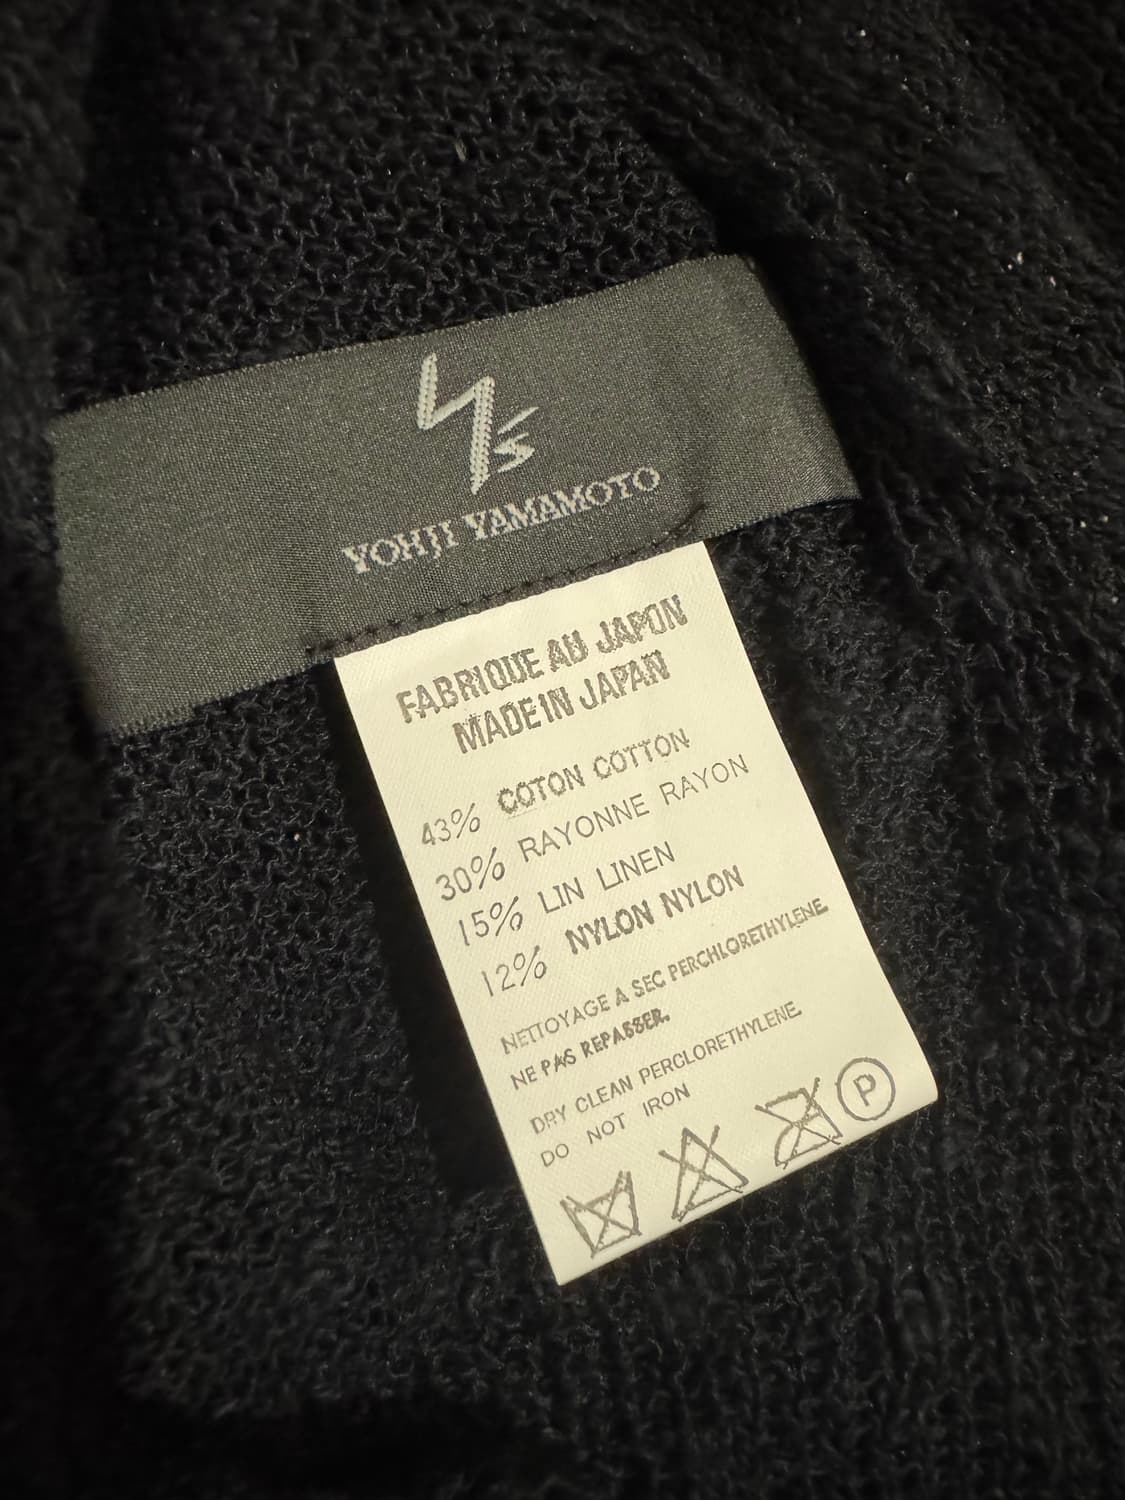 Y's
YOHJI YAMAMOTO
FABRIQUE AU JAPON
MADE IN JAPAN
43% COTON COTTON
30% RAYONNE RAYON
15% LIN LINEN
12% NYLON NYLON
NETTOYAGE A SEC PERCHLORETHYLENE.
NE PAS REPASSER.
DRY CLEAN PERCLORETHYLENE.
DO NOT IRON
P